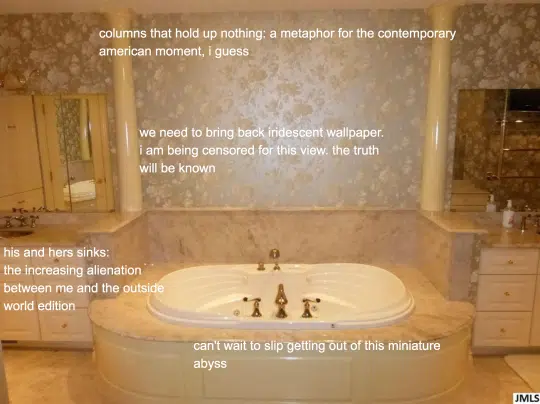 columns that hold up nothing: a metaphor for the contemporary
american moment, i guess
we need to bring back iridescent wallpaper.
i am being censored for this view. the truth
will be known
his and hers sinks:
the increasing alienation
between me and the outside
world edition
can't wait to slip getting out of this miniature
abyss
JMLS